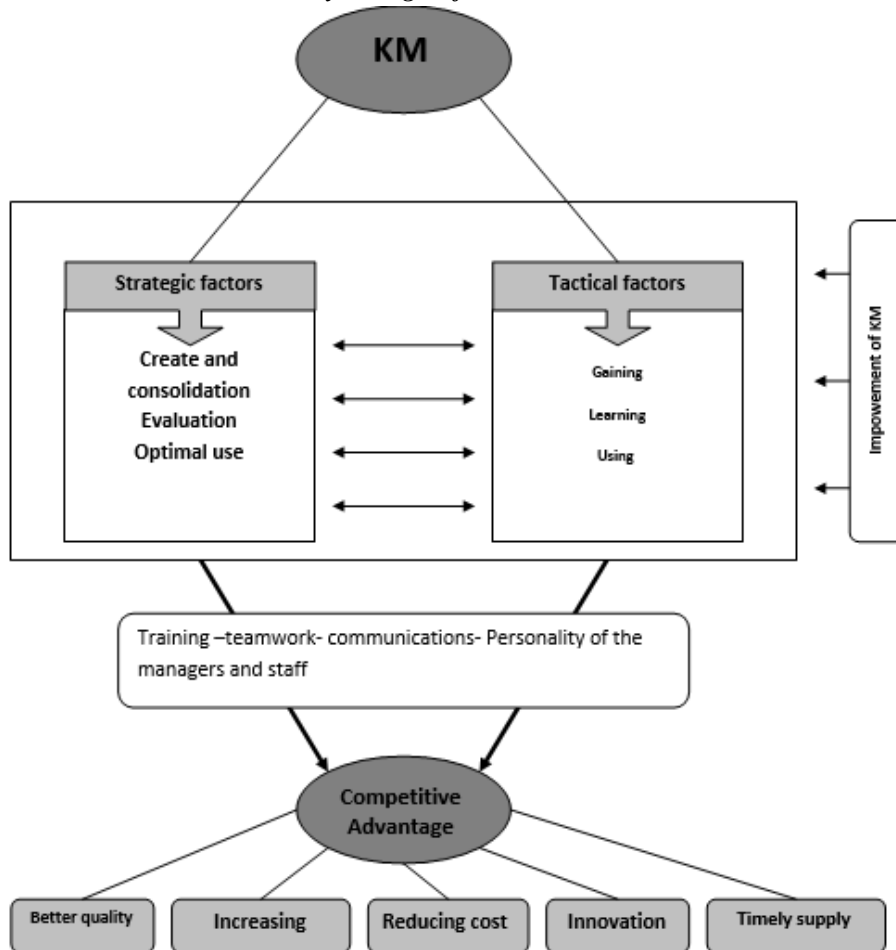 KM
Strategic factors
Create and
consolidation
Evaluation
Optimal use
Tactical factors
Gaining
Learning
Using
Impowement of KM
Training –teamwork- communications- Personality of the
managers and staff
Competitive
Advantage
Better quality
Increasing
Reducing cost
Innovation
Timely supply